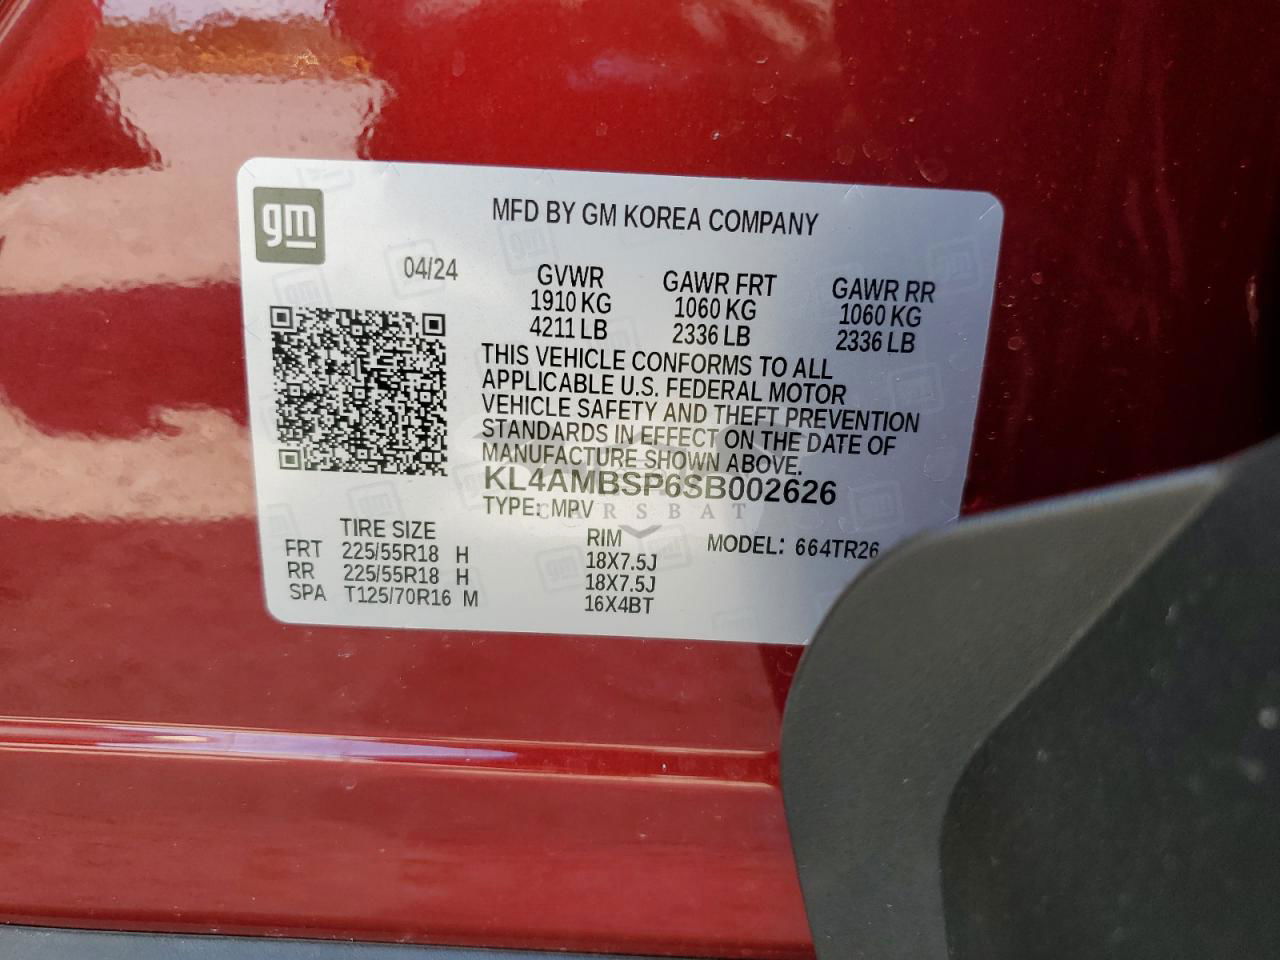 gm
MFD BY GM KOREA COMPANY
04/24
GVWR GAWR FRT GAWR RR
1910 KG 1060 KG 1060 KG
4211 LB 2336 LB 2336 LB
THIS VEHICLE CONFORMS TO ALL
APPLICABLE U.S. FEDERAL MOTOR
VEHICLE SAFETY AND THEFT PREVENTION
STANDARDS IN EFFECT ON THE DATE OF
MANUFACTURE SHOWN ABOVE.
KL4AMBSP6SB002626
TYPE: MPV
CARSBAT
TIRE SIZE RIM MODEL: 664TR26
FRT 225/55R18 H 18X7.5J
RR 225/55R18 H 18X7.5J
SPA T125/70R16 M 16X4BT